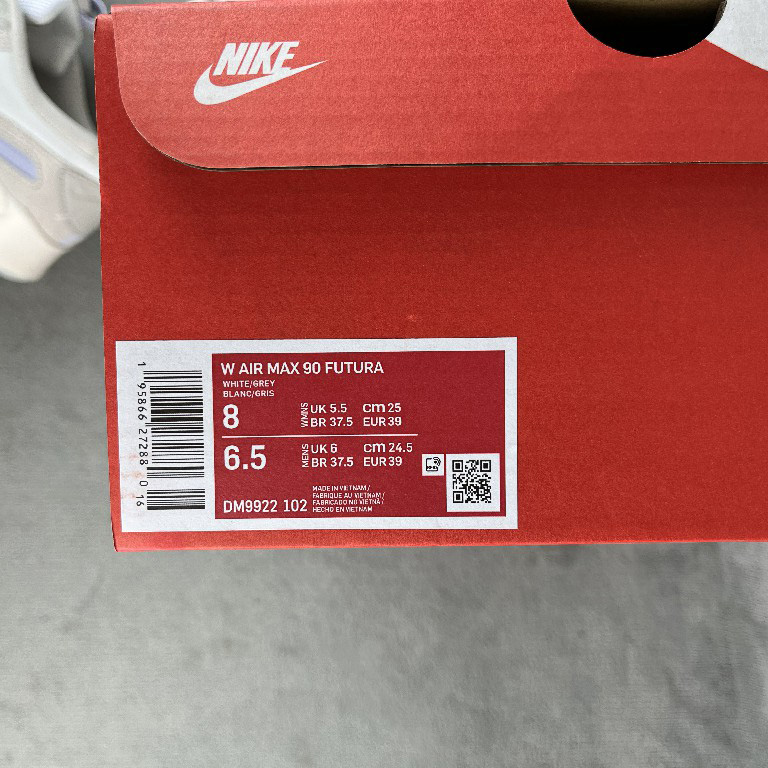 NIKE
W AIR MAX 90 FUTURA
WHITE/GREY
BLANC/GRIS
8 WMNS UK 5.5 cm 25
BR 37.5 EUR 39
6.5 MENS UK 6 cm 24.5
BR 37.5 EUR 39
MADE IN VIETNAM /
FABRIQUE AU VIETNAM /
FABRICADO NO VIETNÃ /
HECHO EN VIETNAM
DM9922 102
1 95866 27288 0 16